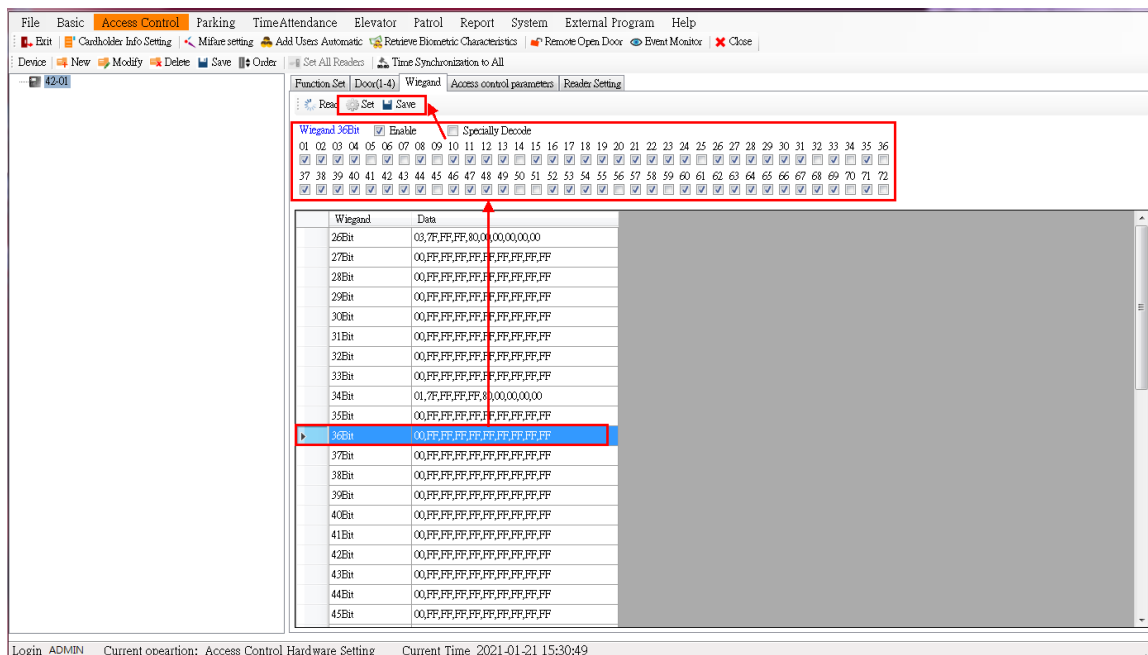 File Basic Access Control Parking TimeAttendance Elevator Patrol Report System External Program Help
Exit Cardholder Info Setting Mifare setting Add Users Automatic Retrieve Biometric Characteristics Remote Open Door Event Monitor Close
Device New Modify Delete Save Order Set All Readers Time Synchronization to All
42-01
Function Set Door(1-4) Wiegand Access control parameters Reader Setting
Read Set Save
Wiegand 36Bit Enable Specially Decode
01 02 03 04 05 06 07 08 09 10 11 12 13 14 15 16 17 18 19 20 21 22 23 24 25 26 27 28 29 30 31 32 33 34 35 36
37 38 39 40 41 42 43 44 45 46 47 48 49 50 51 52 53 54 55 56 57 58 59 60 61 62 63 64 65 66 67 68 69 70 71 72
Wiegand Data
26Bit 03,7F,FF,FF,80,00,00,00,00,00
27Bit 00,FF,FF,FF,FF,FF,FF,FF,FF,FF
28Bit 00,FF,FF,FF,FF,FF,FF,FF,FF,FF
29Bit 00,FF,FF,FF,FF,FF,FF,FF,FF,FF
30Bit 00,FF,FF,FF,FF,FF,FF,FF,FF,FF
31Bit 00,FF,FF,FF,FF,FF,FF,FF,FF,FF
32Bit 00,FF,FF,FF,FF,FF,FF,FF,FF,FF
33Bit 00,FF,FF,FF,FF,FF,FF,FF,FF,FF
34Bit 01,7F,FF,FF,FF,80,00,00,00,00
35Bit 00,FF,FF,FF,FF,FF,FF,FF,FF,FF
36Bit 00,FF,FF,FF,FF,FF,FF,FF,FF,FF
37Bit 00,FF,FF,FF,FF,FF,FF,FF,FF,FF
38Bit 00,FF,FF,FF,FF,FF,FF,FF,FF,FF
39Bit 00,FF,FF,FF,FF,FF,FF,FF,FF,FF
40Bit 00,FF,FF,FF,FF,FF,FF,FF,FF,FF
41Bit 00,FF,FF,FF,FF,FF,FF,FF,FF,FF
42Bit 00,FF,FF,FF,FF,FF,FF,FF,FF,FF
43Bit 00,FF,FF,FF,FF,FF,FF,FF,FF,FF
44Bit 00,FF,FF,FF,FF,FF,FF,FF,FF,FF
45Bit 00,FF,FF,FF,FF,FF,FF,FF,FF,FF
Login ADMIN Current opeartion: Access Control Hardware Setting Current Time 2021-01-21 15:30:49